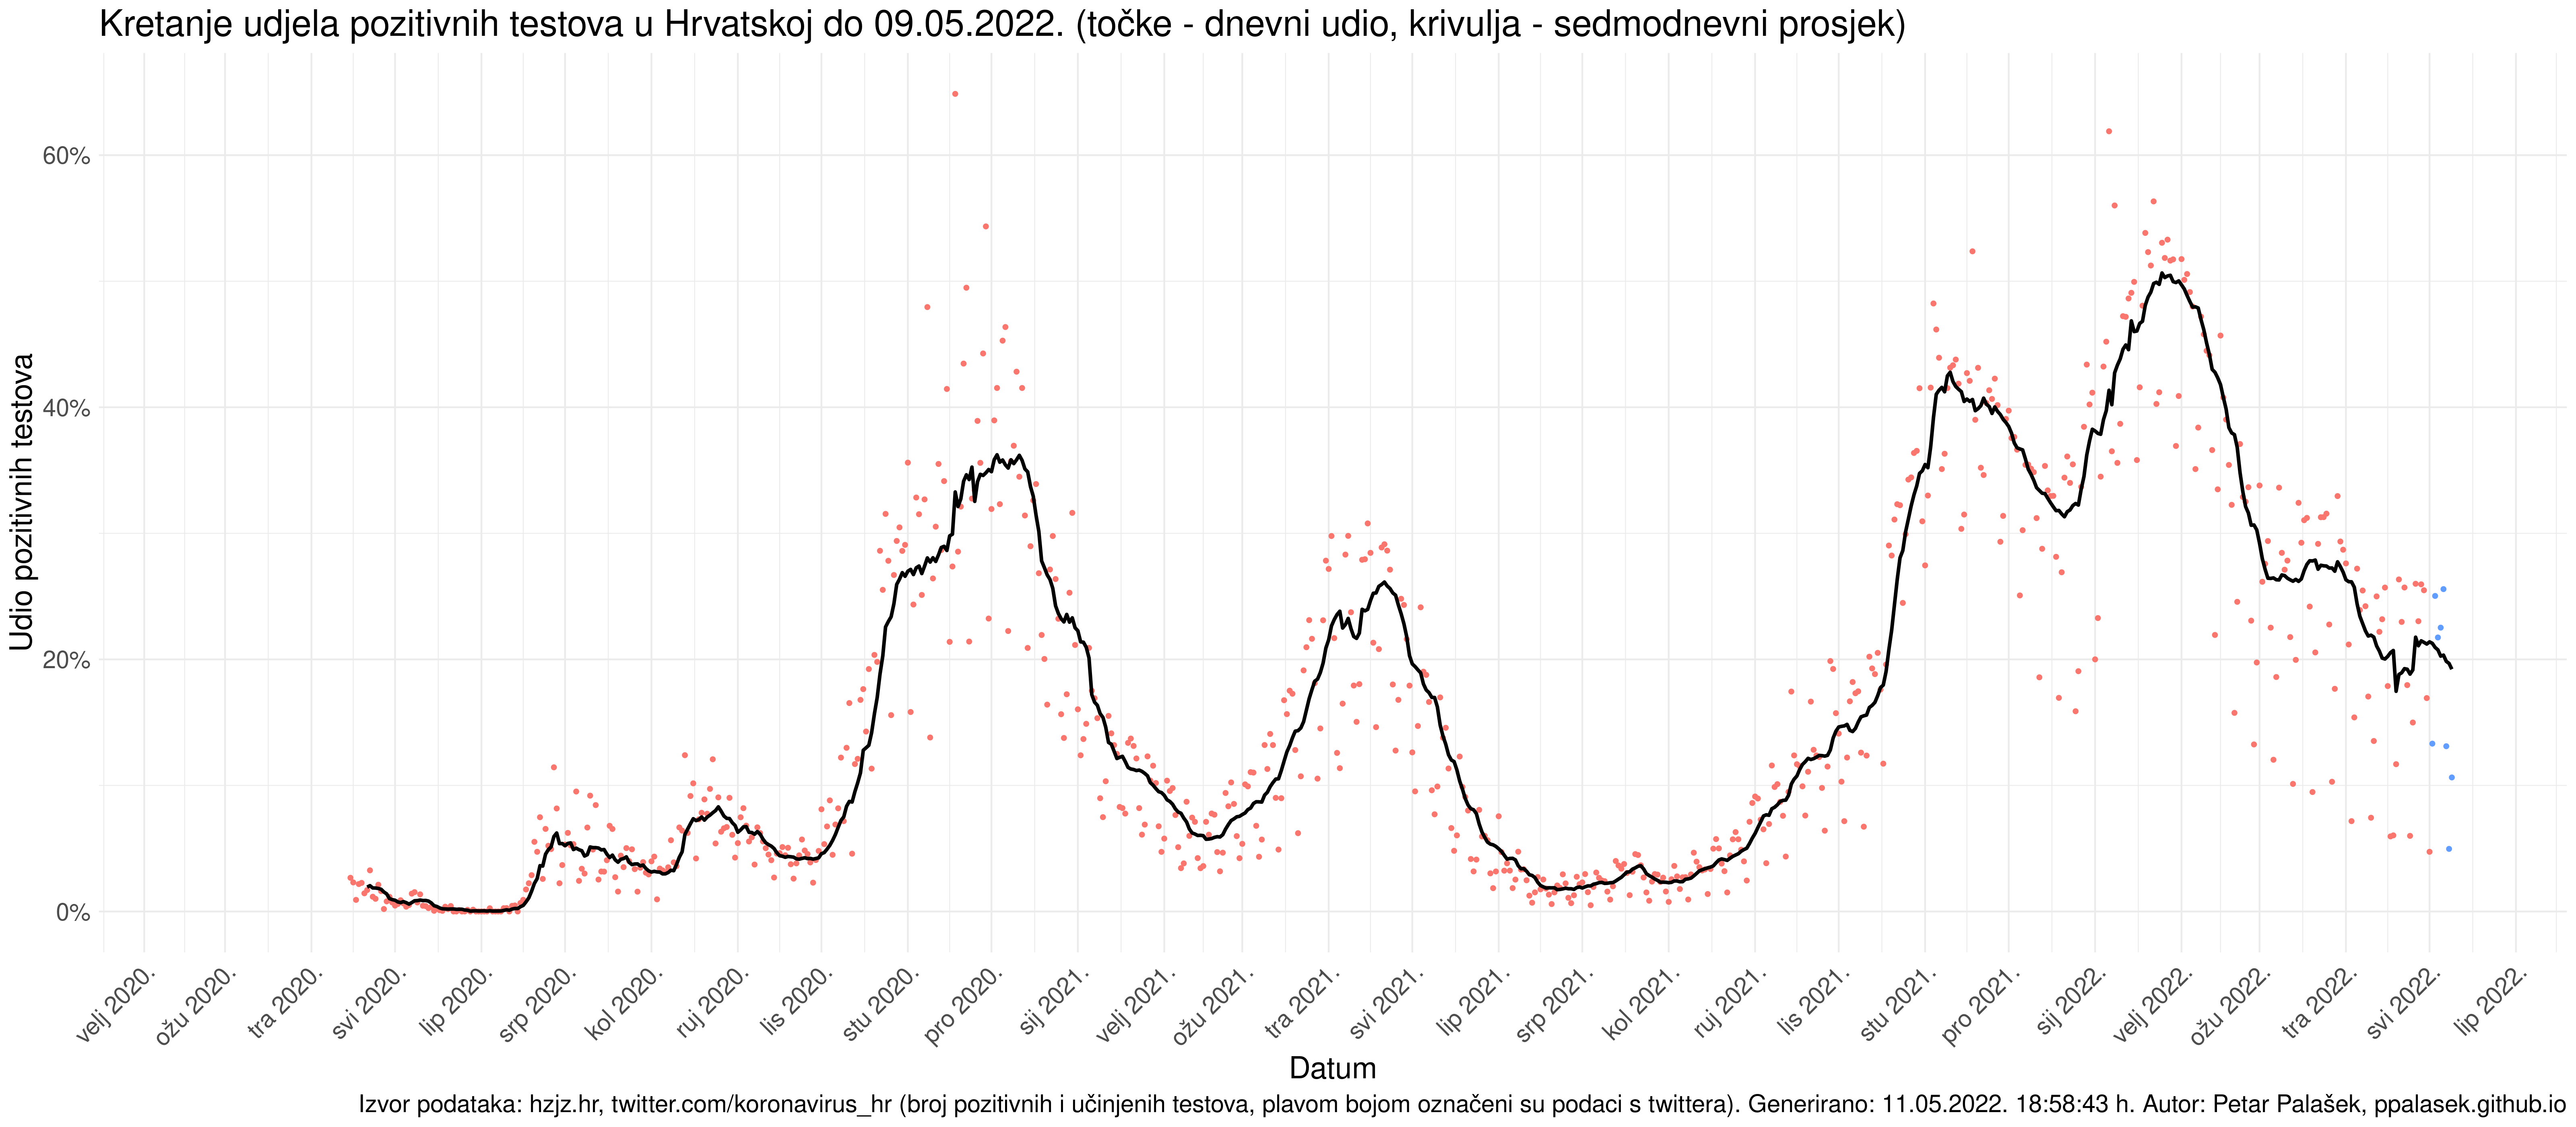 Kretanje udjela pozitivnih testova u Hrvatskoj do 09.05.2022. (točke - dnevni udio, krivulja - sedmodnevni prosjek)
Udio pozitivnih testova
60%
40%
20%
0%
velj 2020.
ožu 2020.
tra 2020.
svi 2020.
lip 2020.
srp 2020.
kol 2020.
ruj 2020.
lis 2020.
stu 2020.
pro 2020.
sij 2021.
velj 2021.
ožu 2021.
tra 2021.
svi 2021.
lip 2021.
srp 2021.
kol 2021.
ruj 2021.
lis 2021.
stu 2021.
pro 2021.
sij 2022.
velj 2022.
ožu 2022.
tra 2022.
svi 2022.
lip 2022.
Datum
Izvor podataka: hzjz.hr, twitter.com/koronavirus_hr (broj pozitivnih i učinjenih testova, plavom bojom označeni su podaci s twittera). Generirano: 11.05.2022. 18:58:43 h. Autor: Petar Palašek, ppalasek.github.io